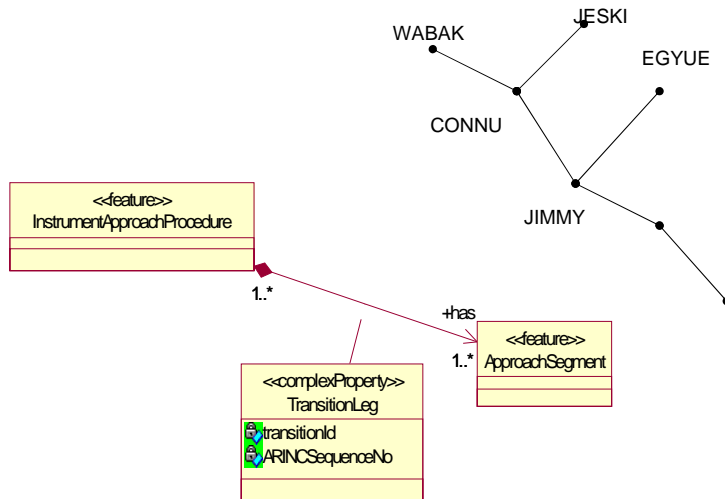 JESKI
WABAK
EGYUE
CONNU
<<feature>>
InstrumentApproachProcedure
JIMMY
1..*
+has
<<feature>>
1..*
ApproachSegment
<<complexProperty>>
TransitionLeg
transitionId
ARINCSequenceNo